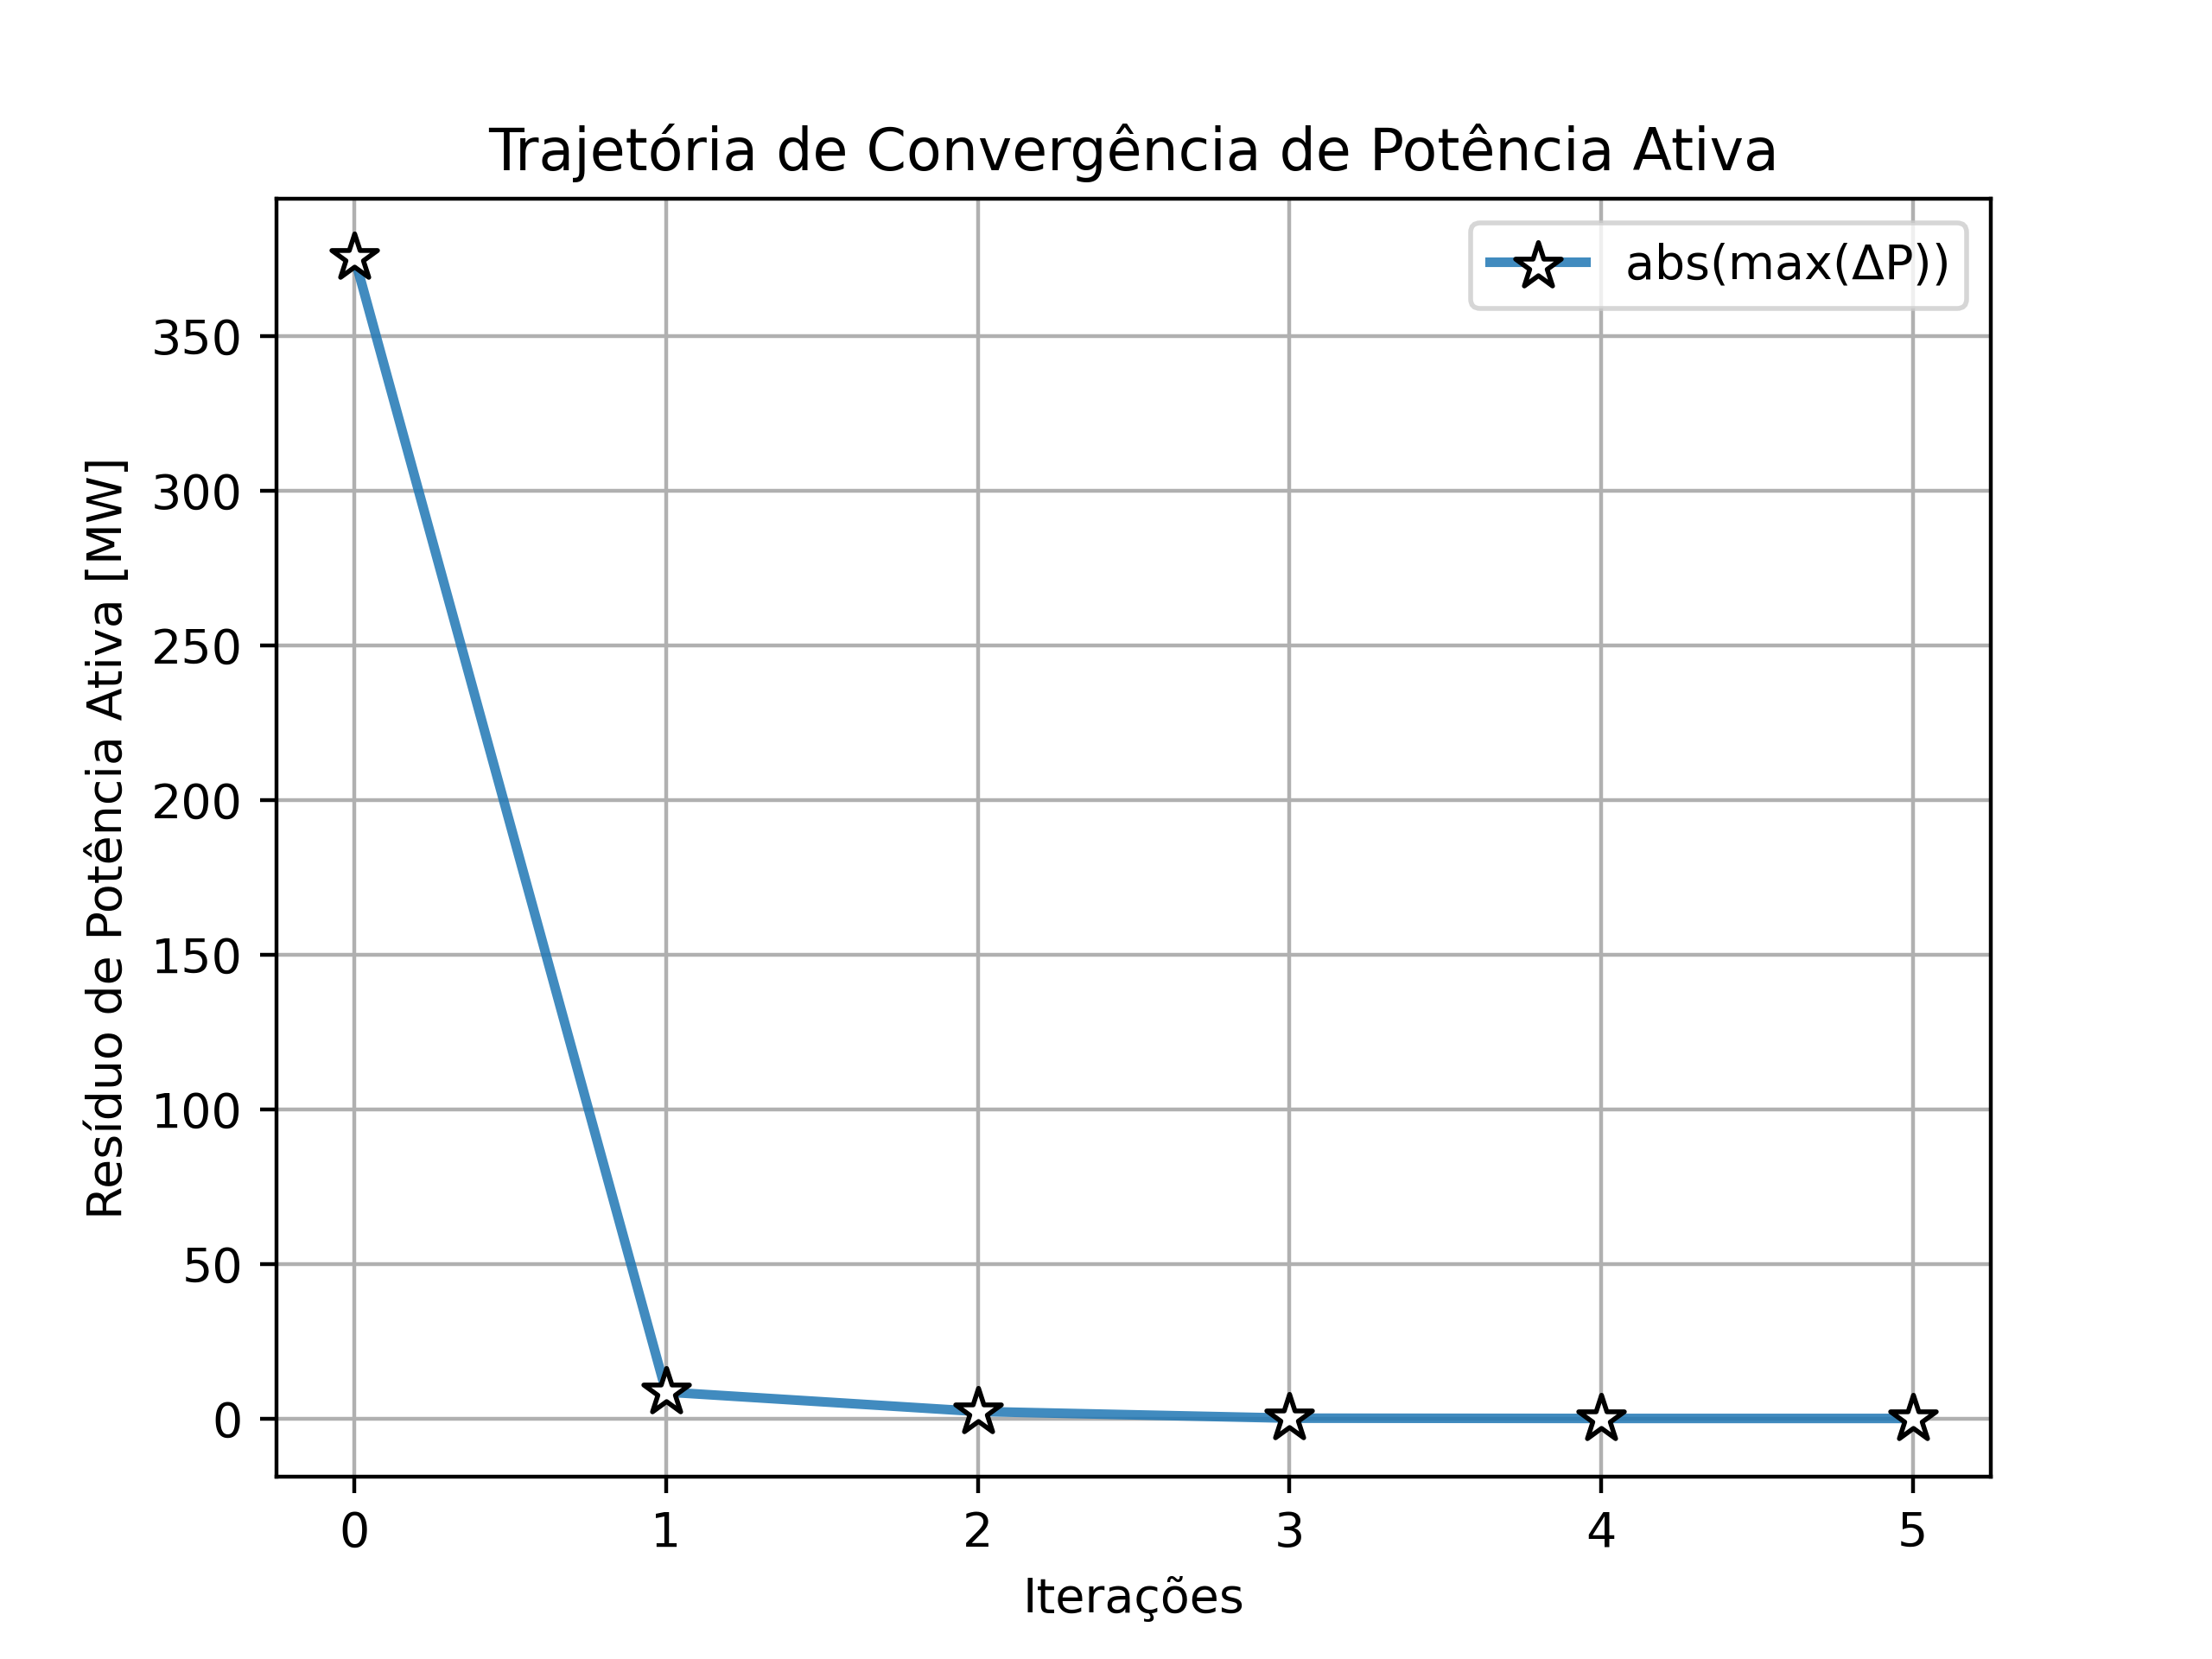 Trajetória de Convergência de Potência Ativa
abs(max(ΔP))
Resíduo de Potência Ativa [MW]
350
300
250
200
150
100
50
0
0 1 2 3 4 5
Iterações